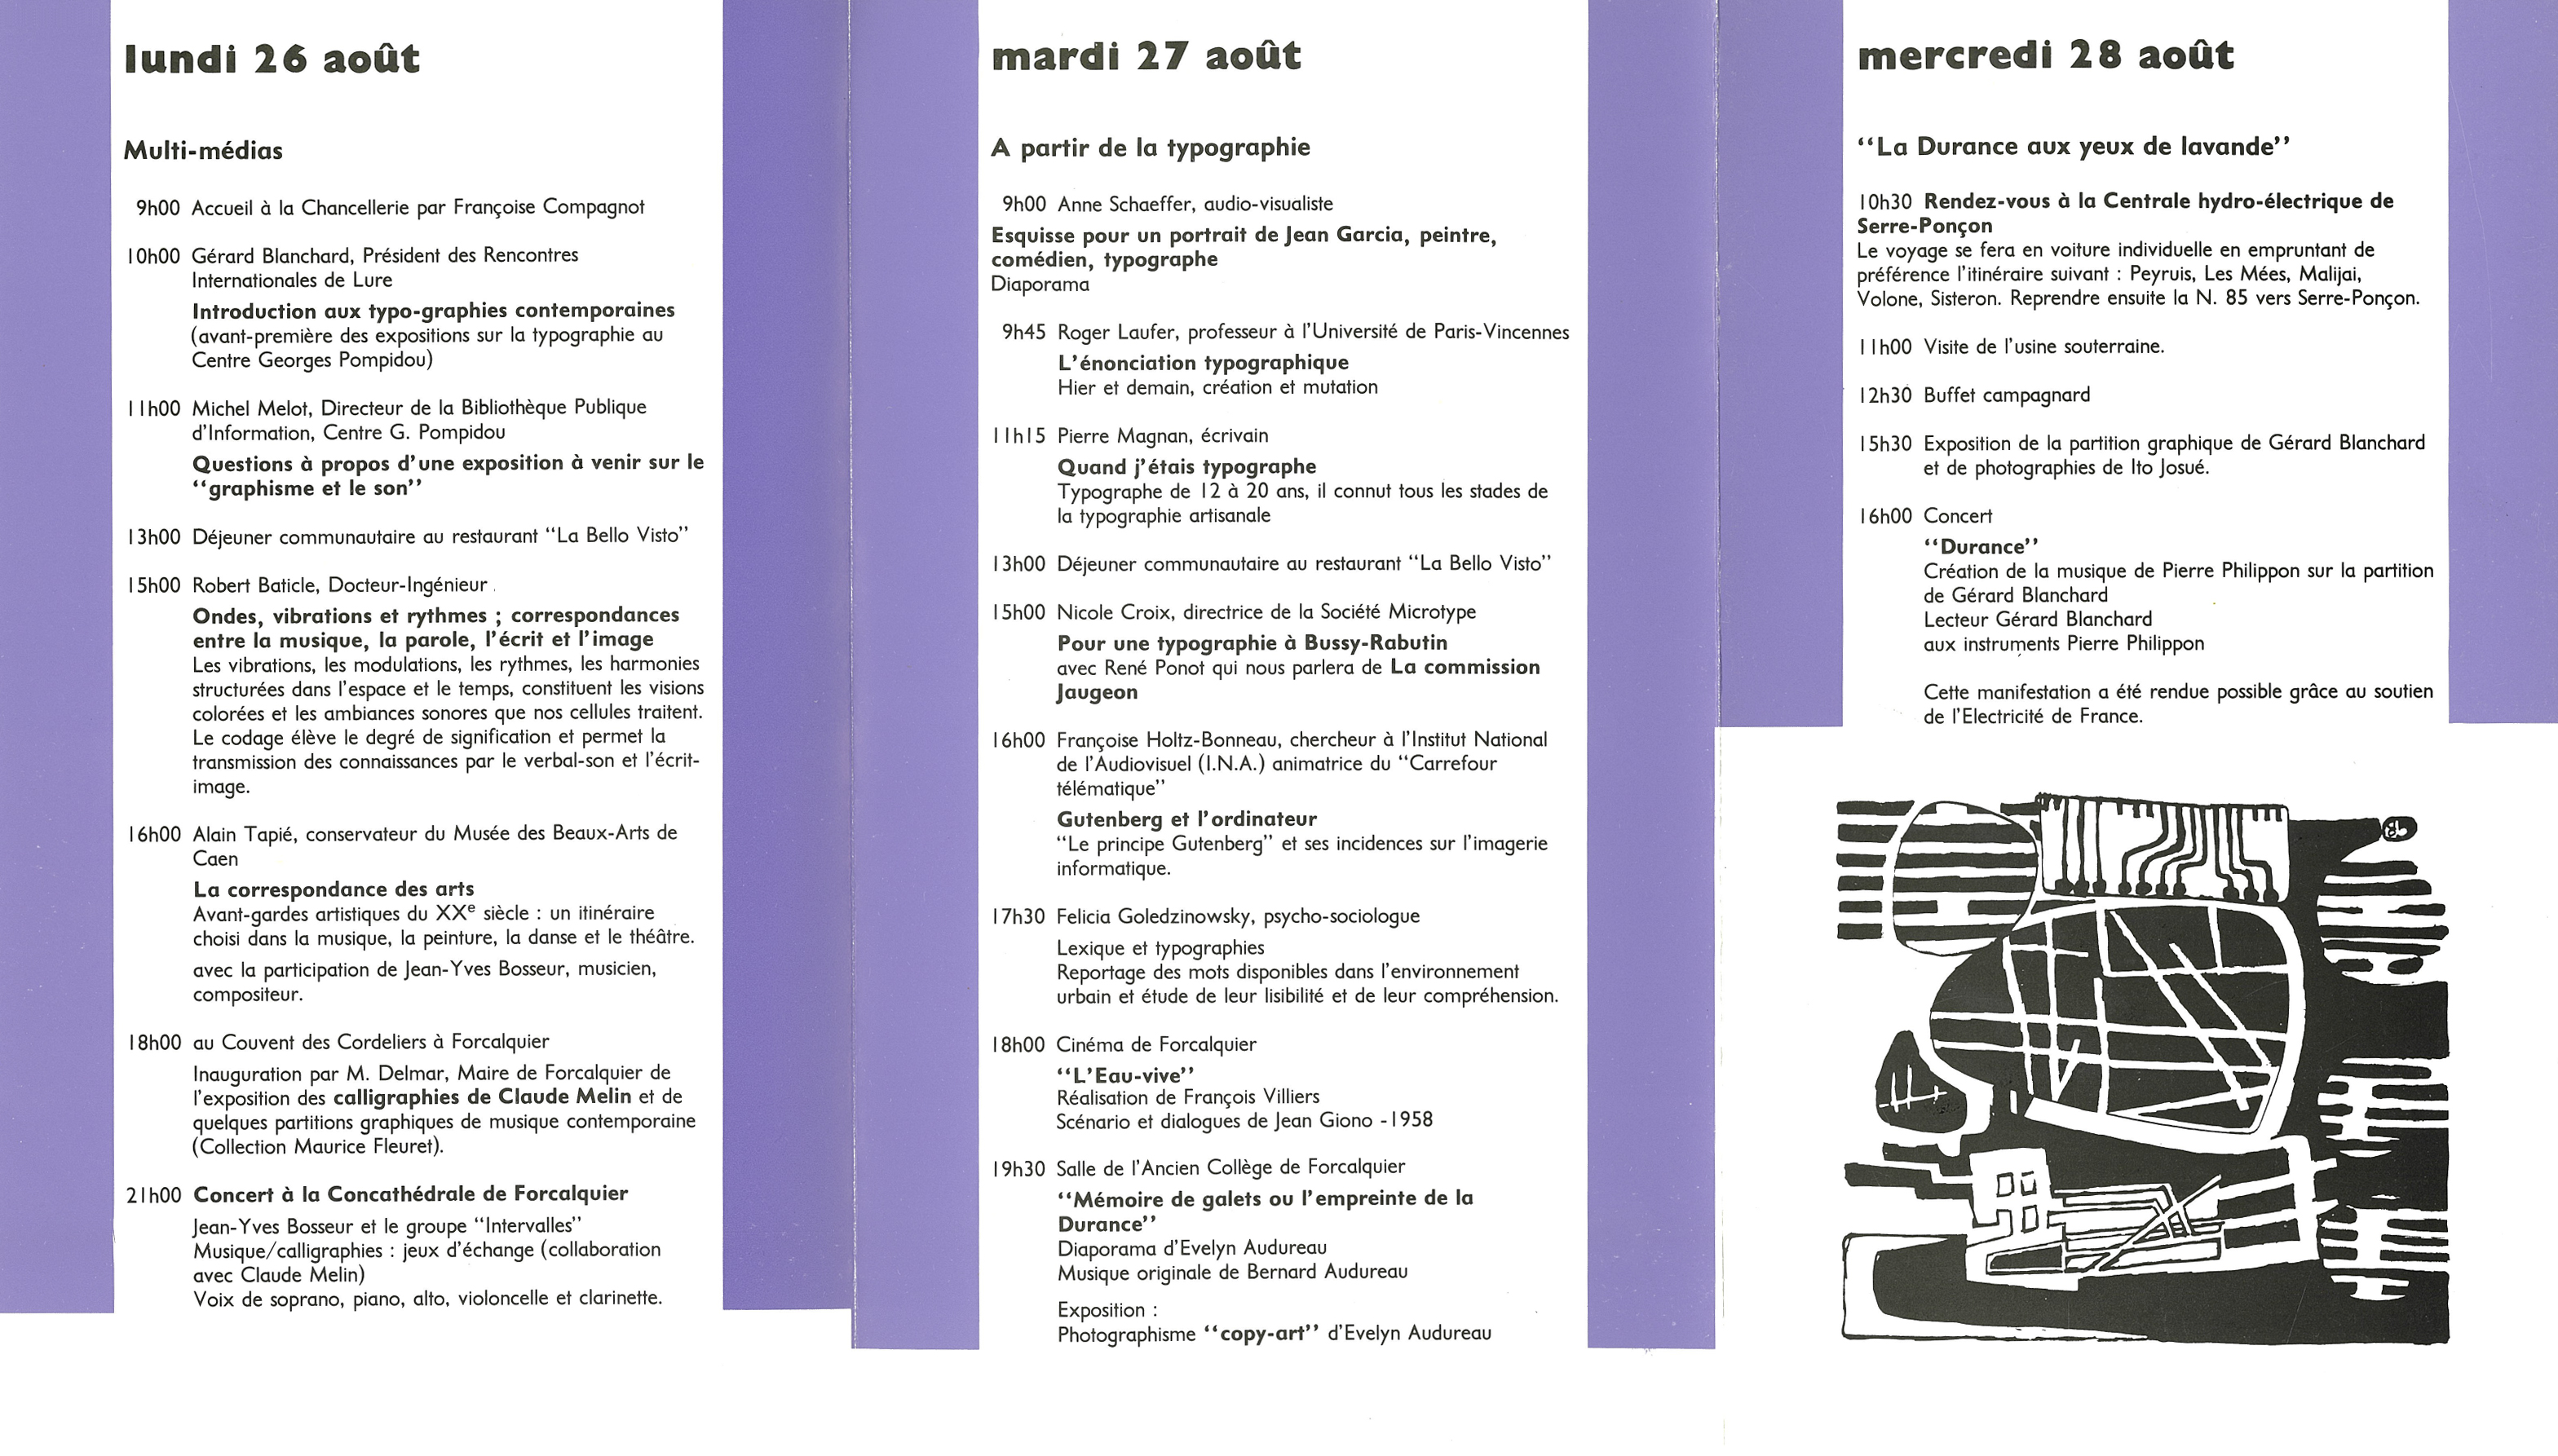 lundi 26 août
Multi-médias
9h00 Accueil à la Chancellerie par Françoise Compagnot
10h00 Gérard Blanchard, Président des Rencontres
Internationales de Lure
Introduction aux typo-graphies contemporaines
(avant-première des expositions sur la typographie au
Centre Georges Pompidou)
11h00 Michel Melot, Directeur de la Bibliothèque Publique
d'Information, Centre G. Pompidou
Questions à propos d'une exposition à venir sur le
“graphisme et le son”
13h00 Déjeuner communautaire au restaurant “La Bello Visto”
15h00 Robert Baticle, Docteur-Ingénieur
Ondes, vibrations et rythmes ; correspondances
entre la musique, la parole, l'écrit et l'image
Les vibrations, les modulations, les rythmes, les harmonies
structurées dans l'espace et le temps, constituent les visions
colorées et les ambiances sonores que nos cellules traitent.
Le codage élève le degré de signification et permet la
transmission des connaissances par le verbal-son et l'écrit-
image.
16h00 Alain Tapié, conservateur du Musée des Beaux-Arts de
Caen
La correspondance des arts
Avant-gardes artistiques du XXe siècle : un itinéraire
choisi dans la musique, la peinture, la danse et le théâtre.
avec la participation de Jean-Yves Bosseur, musicien,
compositeur.
18h00 au Couvent des Cordeliers à Forcalquier
Inauguration par M. Delmar, Maire de Forcalquier de
l'exposition des calligraphies de Claude Melin et de
quelques partitions graphiques de musique contemporaine
(Collection Maurice Fleuret).
21h00 Concert à la Concathédrale de Forcalquier
Jean-Yves Bosseur et le groupe “Intervalles”
Musique/calligraphies : jeux d'échange (collaboration
avec Claude Melin)
Voix de soprano, piano, alto, violoncelle et clarinette.
mardi 27 août
A partir de la typographie
9h00 Anne Schaeffer, audio-visualiste
Esquisse pour un portrait de Jean Garcia, peintre,
comédien, typographe
Diaporama
9h45 Roger Laufer, professeur à l'Université de Paris-Vincennes
L'énonciation typographique
Hier et demain, création et mutation
11h15 Pierre Magnan, écrivain
Quand j'étais typographe
Typographe de 12 à 20 ans, il connut tous les stades de
la typographie artisanale
13h00 Déjeuner communautaire au restaurant “La Bello Visto”
15h00 Nicole Croix, directrice de la Société Microtype
Pour une typographie à Bussy-Rabutin
avec René Ponot qui nous parlera de La commission
Jaugeon
16h00 Françoise Holtz-Bonneau, chercheur à l'Institut National
de l'Audiovisuel (I.N.A.) animatrice du “Carrefour
télématique”
Gutenberg et l'ordinateur
“Le principe Gutenberg” et ses incidences sur l'imagerie
informatique.
17h30 Felicia Goledzinowsky, psycho-sociologue
Lexique et typographies
Reportage des mots disponibles dans l'environnement
urbain et étude de leur lisibilité et de leur compréhension.
18h00 Cinéma de Forcalquier
“L'Eau-vive”
Réalisation de François Villiers
Scénario et dialogues de Jean Giono -1958
19h30 Salle de l'Ancien Collège de Forcalquier
“Mémoire de galets ou l'empreinte de la
Durance”
Diaporama d'Evelyn Audureau
Musique originale de Bernard Audureau
Exposition :
Photographisme “copy-art” d'Evelyn Audureau
mercredi 28 août
“La Durance aux yeux de lavande”
10h30 Rendez-vous à la Centrale hydro-électrique de
Serre-Ponçon
Le voyage se fera en voiture individuelle en empruntant de
préférence l'itinéraire suivant : Peyruis, Les Mées, Malijai,
Volone, Sisteron. Reprendre ensuite la N. 85 vers Serre-Ponçon.
11h00 Visite de l'usine souterraine.
12h30 Buffet campagnard
15h30 Exposition de la partition graphique de Gérard Blanchard
et de photographies de Ito Josué.
16h00 Concert
“Durance”
Création de la musique de Pierre Philippon sur la partition
de Gérard Blanchard
Lecteur Gérard Blanchard
aux instruments Pierre Philippon
Cette manifestation a été rendue possible grâce au soutien
de l'Electricité de France.